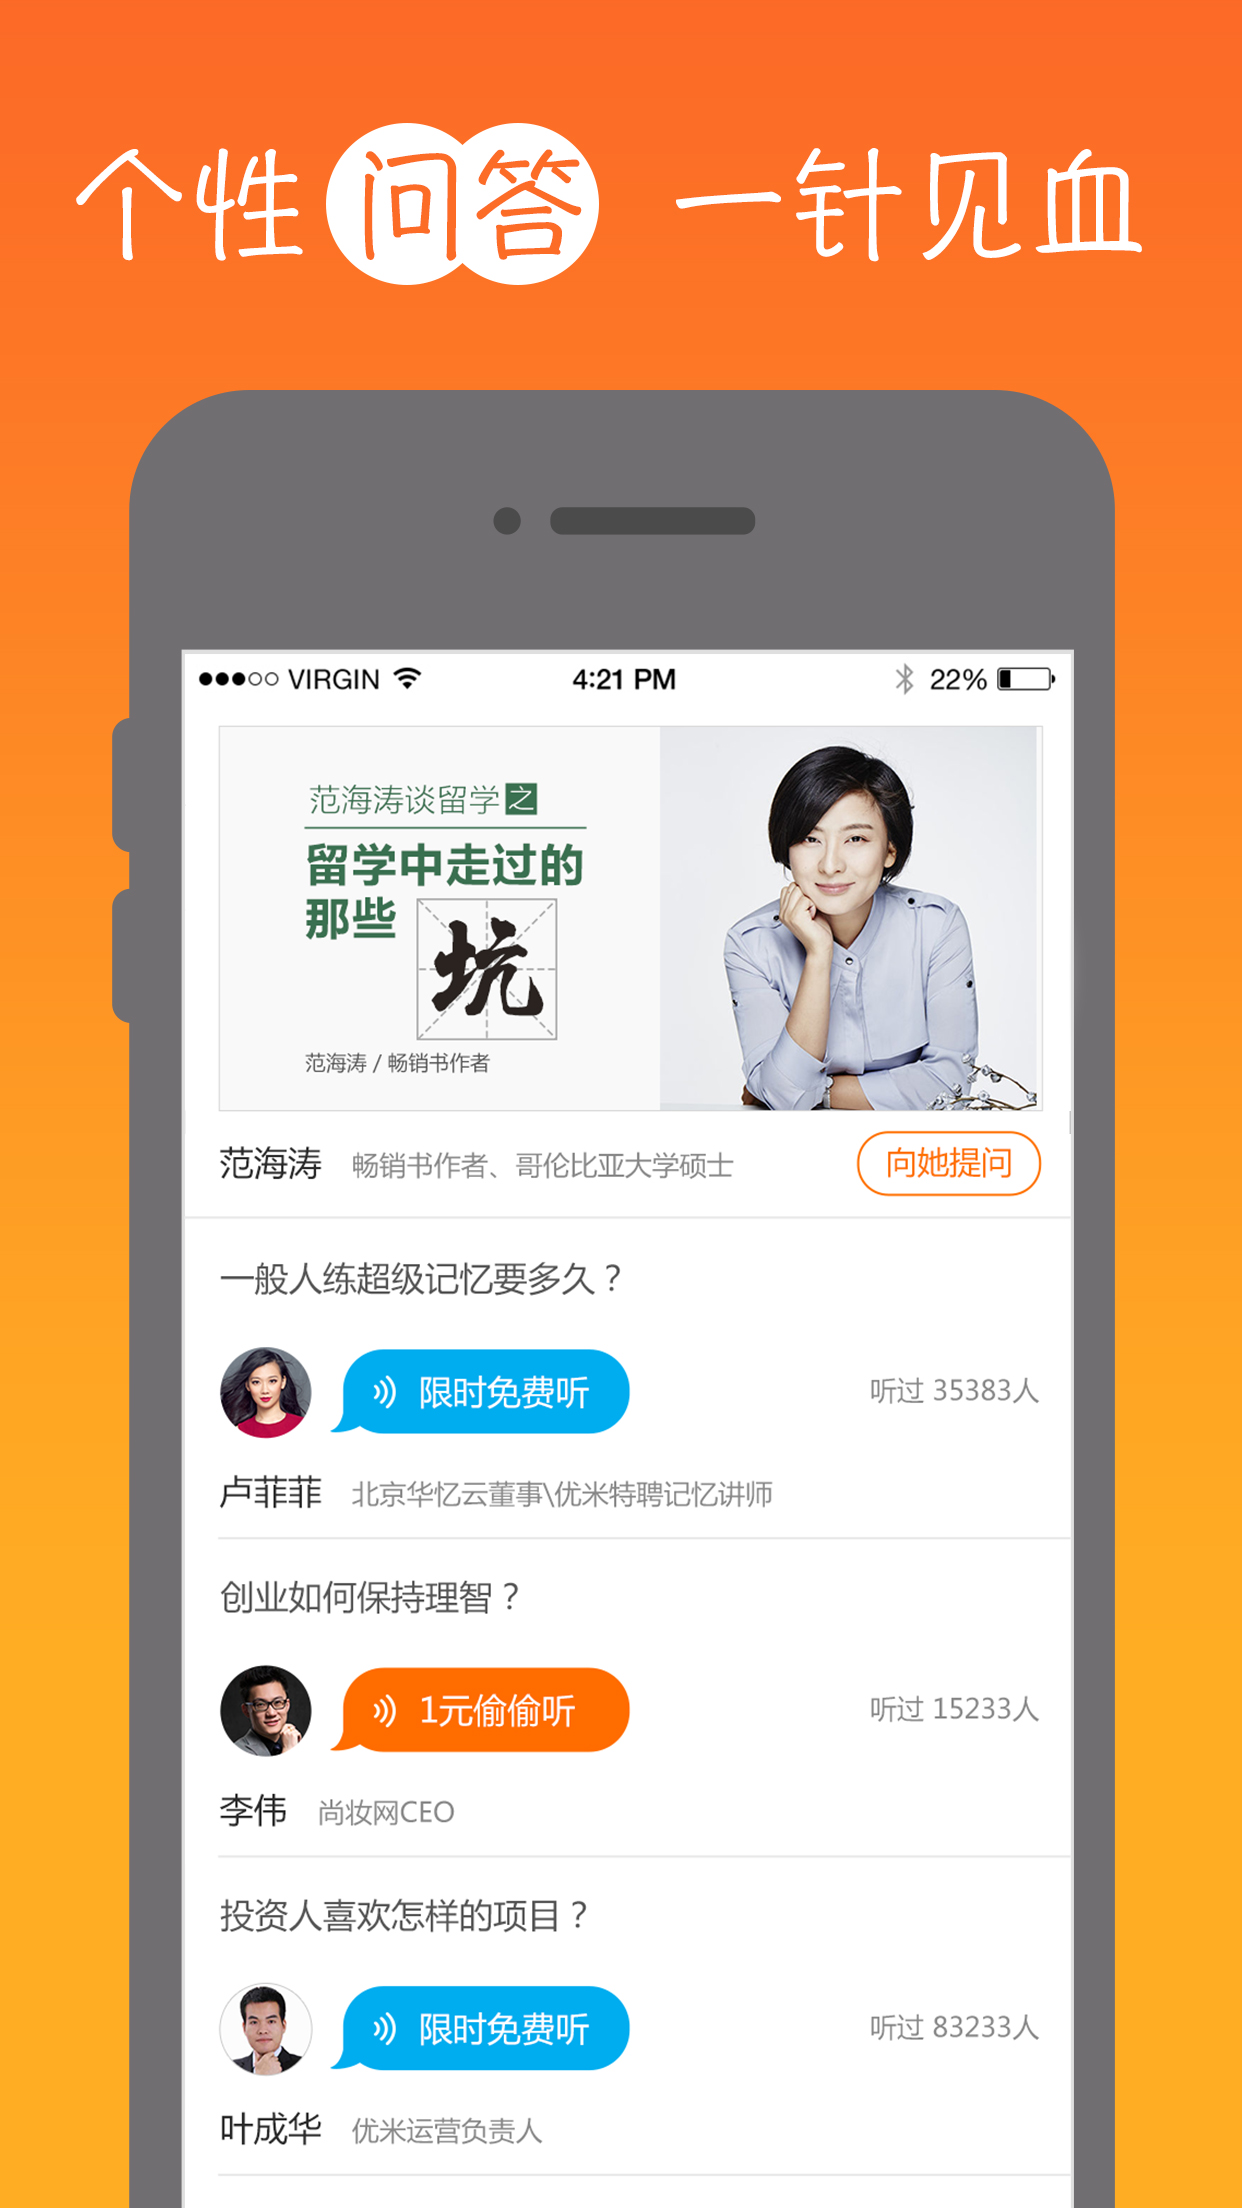 个性问答 一针见血
VIRGIN 4:21 PM 22%
范海涛谈留学之
留学中走过的
那些
坑
范海涛 / 畅销书作者
范海涛 畅销书作者、哥伦比亚大学硕士 向她提问
一般人练超级记忆要多久？
限时免费听 听过 35383人
卢菲菲 北京华忆云董事\优米特聘记忆讲师
创业如何保持理智？
1元偷偷听 听过 15233人
李伟 尚妆网CEO
投资人喜欢怎样的项目？
限时免费听 听过 83233人
叶成华 优米运营负责人